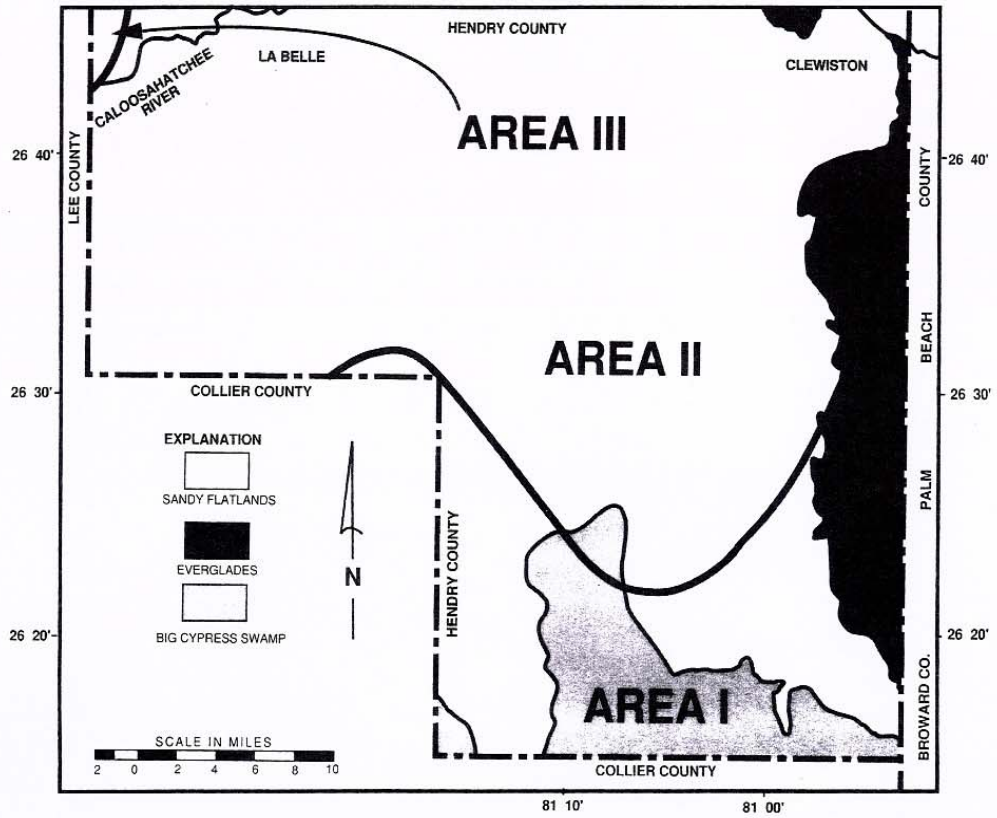 HENDRY COUNTY
LA BELLE
CLEWISTON
CALOOSAHATCHEE
RIVER
AREA III
26 40'
26 40'
LEE COUNTY
COUNTY
BEACH
PALM
AREA II
COLLIER COUNTY
26 30'
26 30'
EXPLANATION
SANDY FLATLANDS
EVERGLADES
BIG CYPRESS SWAMP
N
HENDRY COUNTY
26 20'
26 20'
AREA I
BROWARD CO.
SCALE IN MILES
2 0 2 4 6 8 10
COLLIER COUNTY
81 10'
81 00'